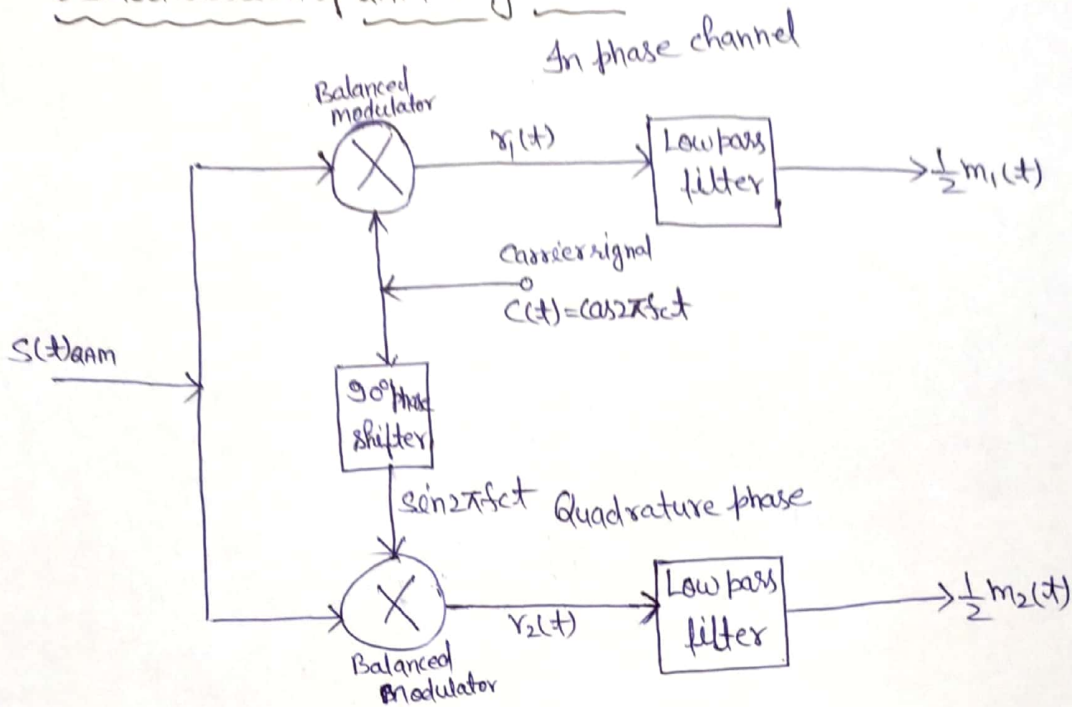 In phase channel
Balanced
modulator
r₁(t)
Low pass
filter
½ m₁(t)
Carrier signal
C(t)=Cos2πfct
S(t)QAM
90° phase
shifter
Sin2πfct
Quadrature phase
Low pass
filter
½ m₂(t)
r₂(t)
Balanced
modulator